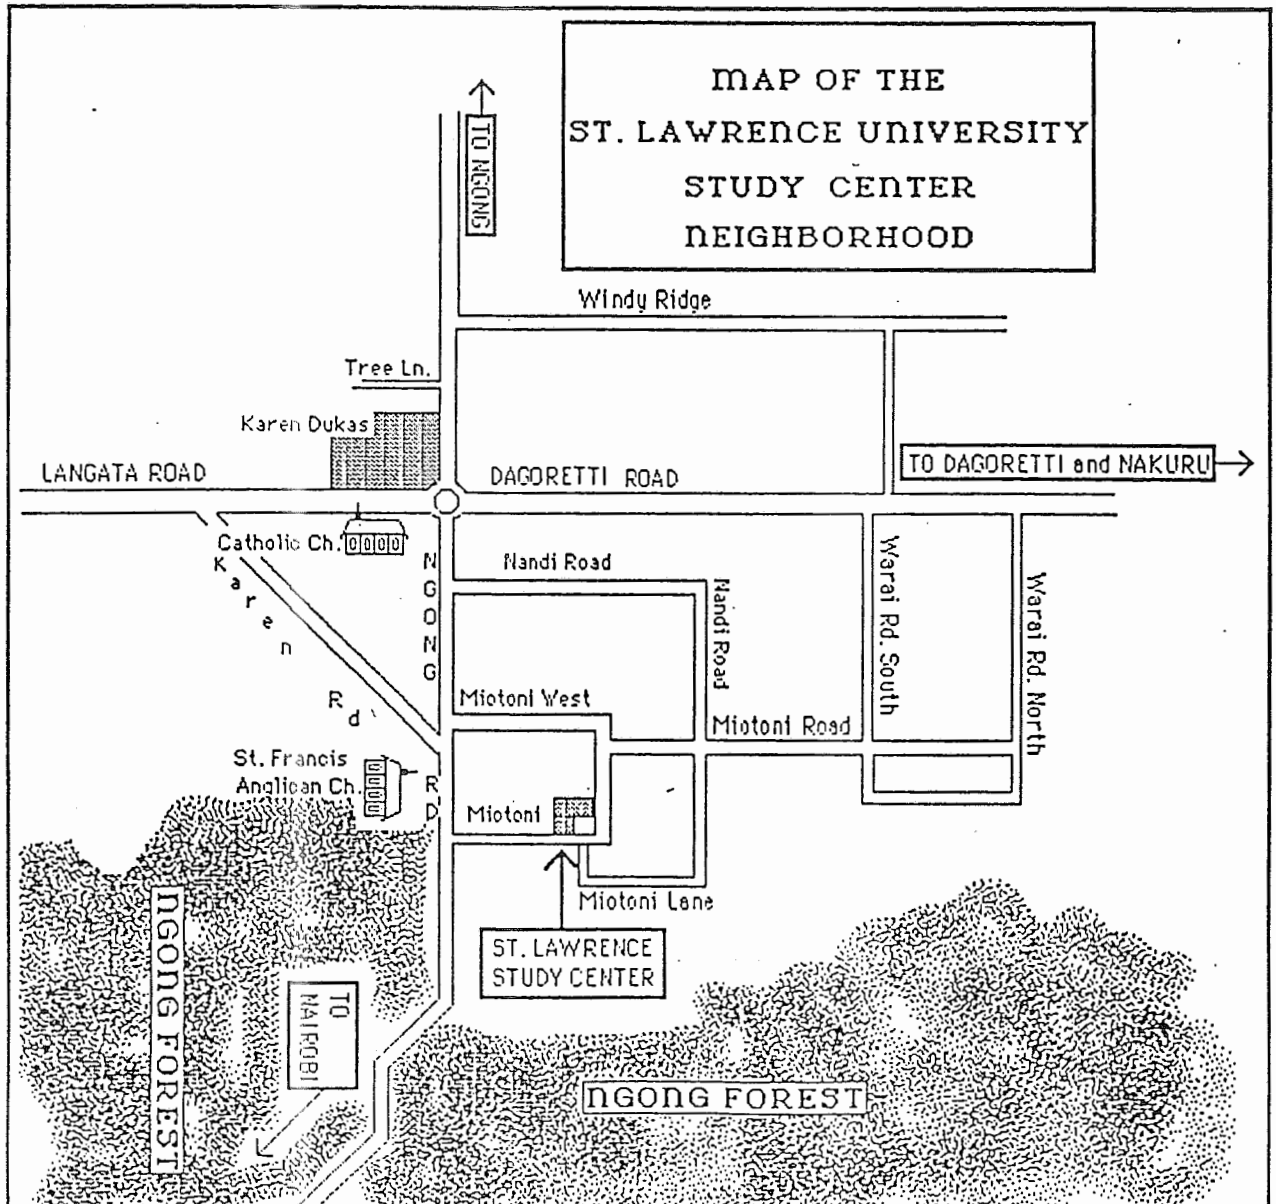 MAP OF THE
ST. LAWRENCE UNIVERSITY
STUDY CENTER
NEIGHBORHOOD
TO NGONG
Windy Ridge
Tree Ln.
Karen Dukas
LANGATA ROAD
DAGORETTI ROAD
TO DAGORETTI and NAKURU
Catholic Ch.
Karen Rd
NGONG RD
Nandi Road
Nandi Road
Warai Rd. South
Warai Rd. North
Miotoni West
Miotoni Road
St. Francis
Anglican Ch.
Miotoni
Miotoni Lane
ST. LAWRENCE
STUDY CENTER
NGONG FOREST
TO
NAIROBI
NGONG FOREST